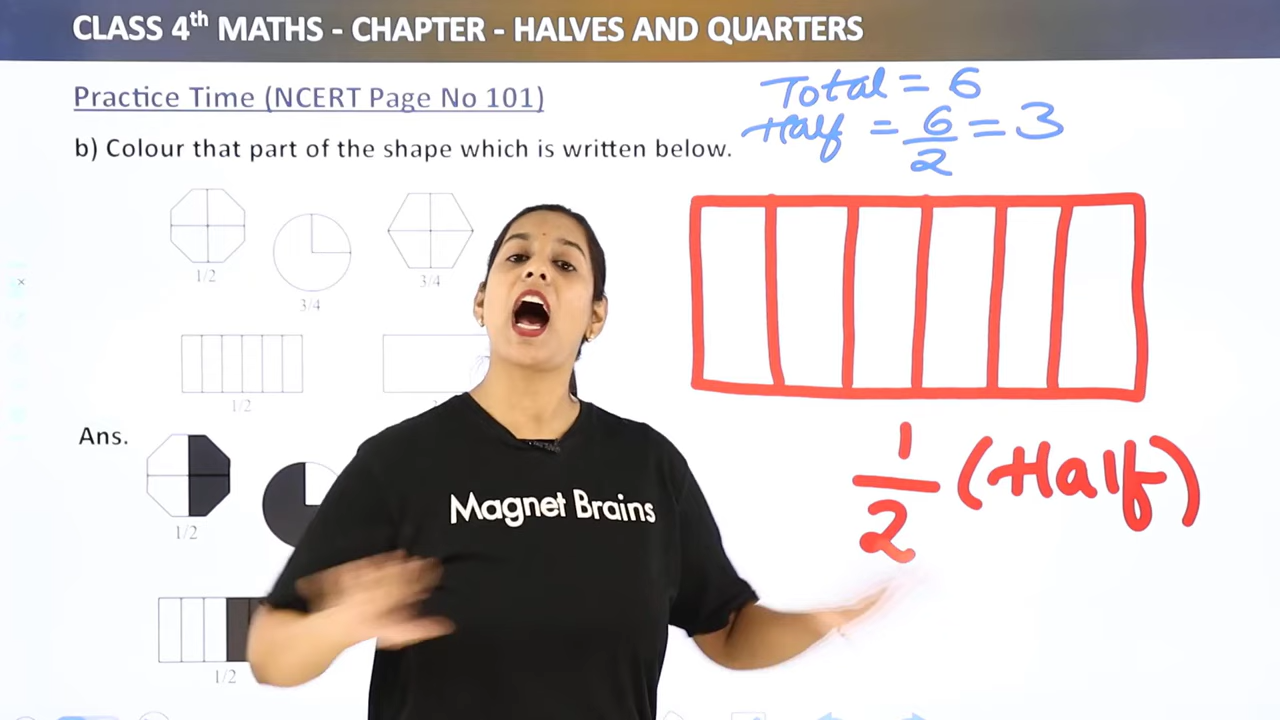 CLASS 4th MATHS - CHAPTER - HALVES AND QUARTERS
Practice Time (NCERT Page No 101)
b) Colour that part of the shape which is written below.
Total = 6
Half = 6/2 = 3
1/2
3/4
3/4
1/2
1/2 (Half)
Ans.
1/2
1/2
Magnet Brains